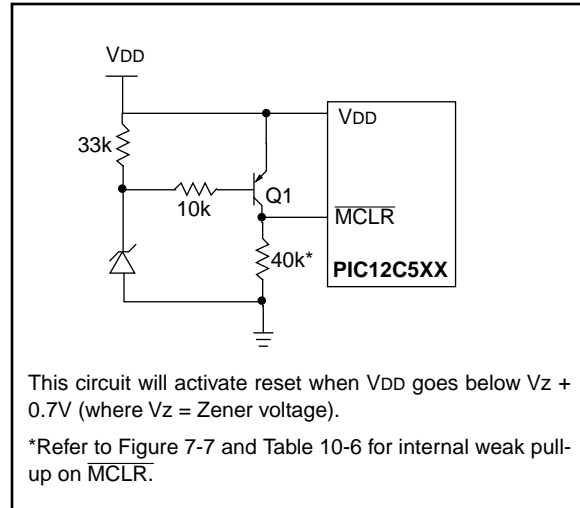 VDD
VDD
33k
Q1
10k
MCLR
40k*
PIC12C5XX
This circuit will activate reset when VDD goes below Vz +
0.7V (where Vz = Zener voltage).
*Refer to Figure 7-7 and Table 10-6 for internal weak pull-
up on MCLR.